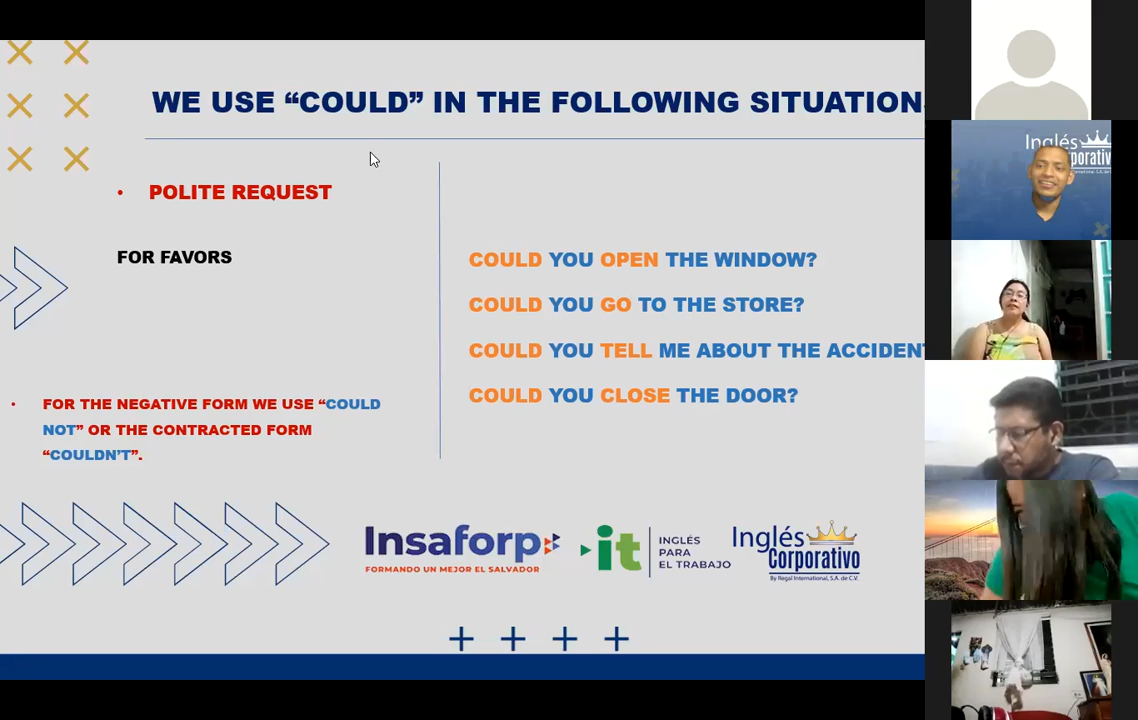 WE USE “COULD” IN THE FOLLOWING SITUATION
• POLITE REQUEST
FOR FAVORS
COULD YOU OPEN THE WINDOW?
COULD YOU GO TO THE STORE?
COULD YOU TELL ME ABOUT THE ACCIDENT
COULD YOU CLOSE THE DOOR?
• FOR THE NEGATIVE FORM WE USE “COULD
NOT” OR THE CONTRACTED FORM
“COULDN’T”.
Insaforp
FORMANDO UN MEJOR EL SALVADOR
it
INGLÉS
PARA
EL TRABAJO
Inglés
Corporativo
By Regal International, S.A. de C.V.
Inglés